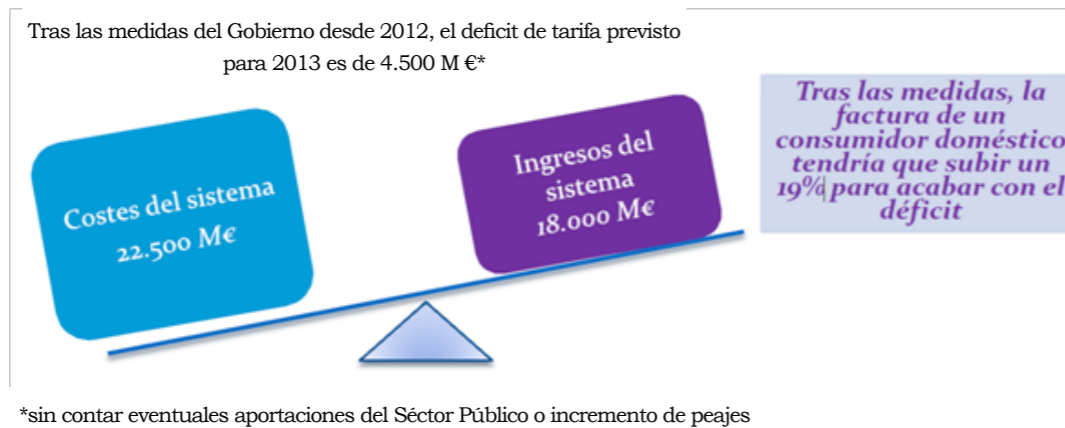 Tras las medidas del Gobierno desde 2012, el deficit de tarifa previsto
para 2013 es de 4.500 M €*
Costes del sistema
22.500 M€
Ingresos del
sistema
18.000 M€
Tras las medidas, la
factura de un
consumidor doméstico
tendría que subir un
19% para acabar con el
déficit
*sin contar eventuales aportaciones del Séctor Público o incremento de peajes